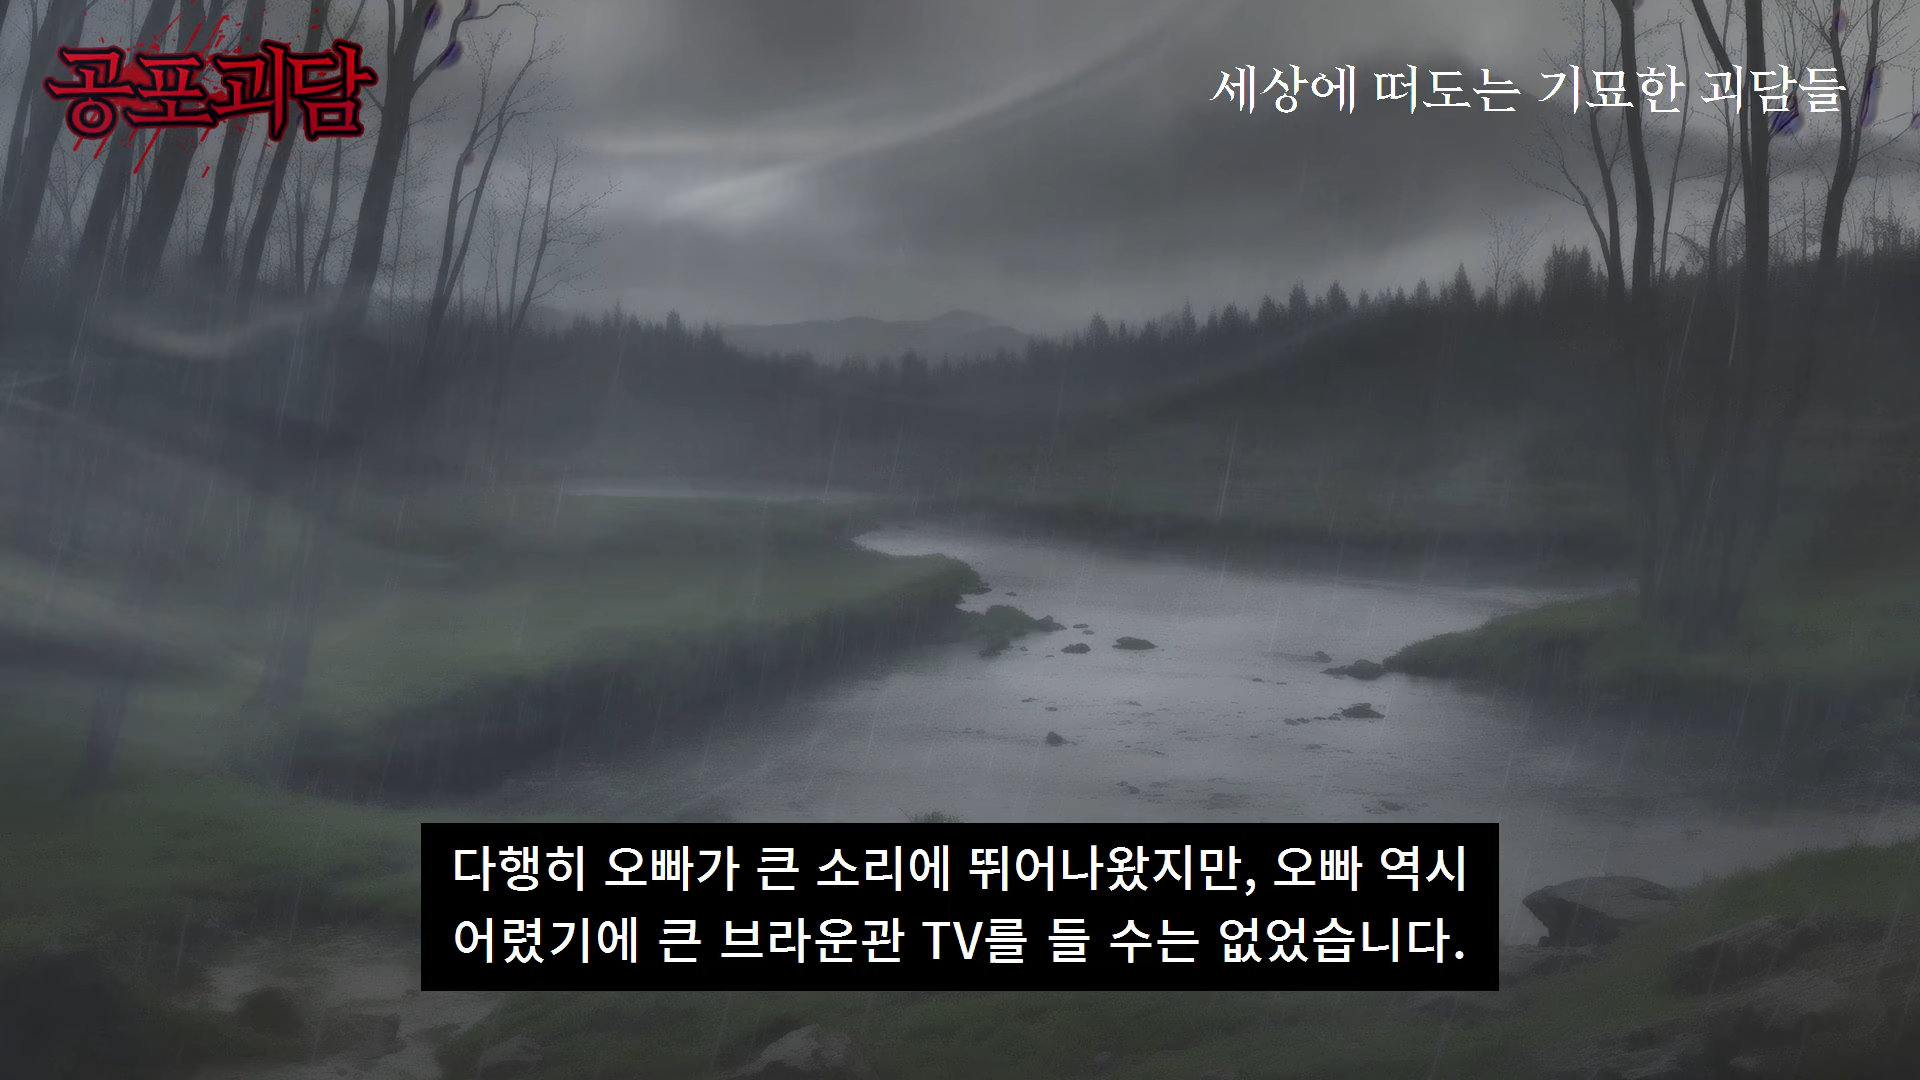 공포괴담
세상에 떠도는 기묘한 괴담들
다행히 오빠가 큰 소리에 뛰어나왔지만, 오빠 역시
어렸기에 큰 브라운관 TV를 들 수는 없었습니다.